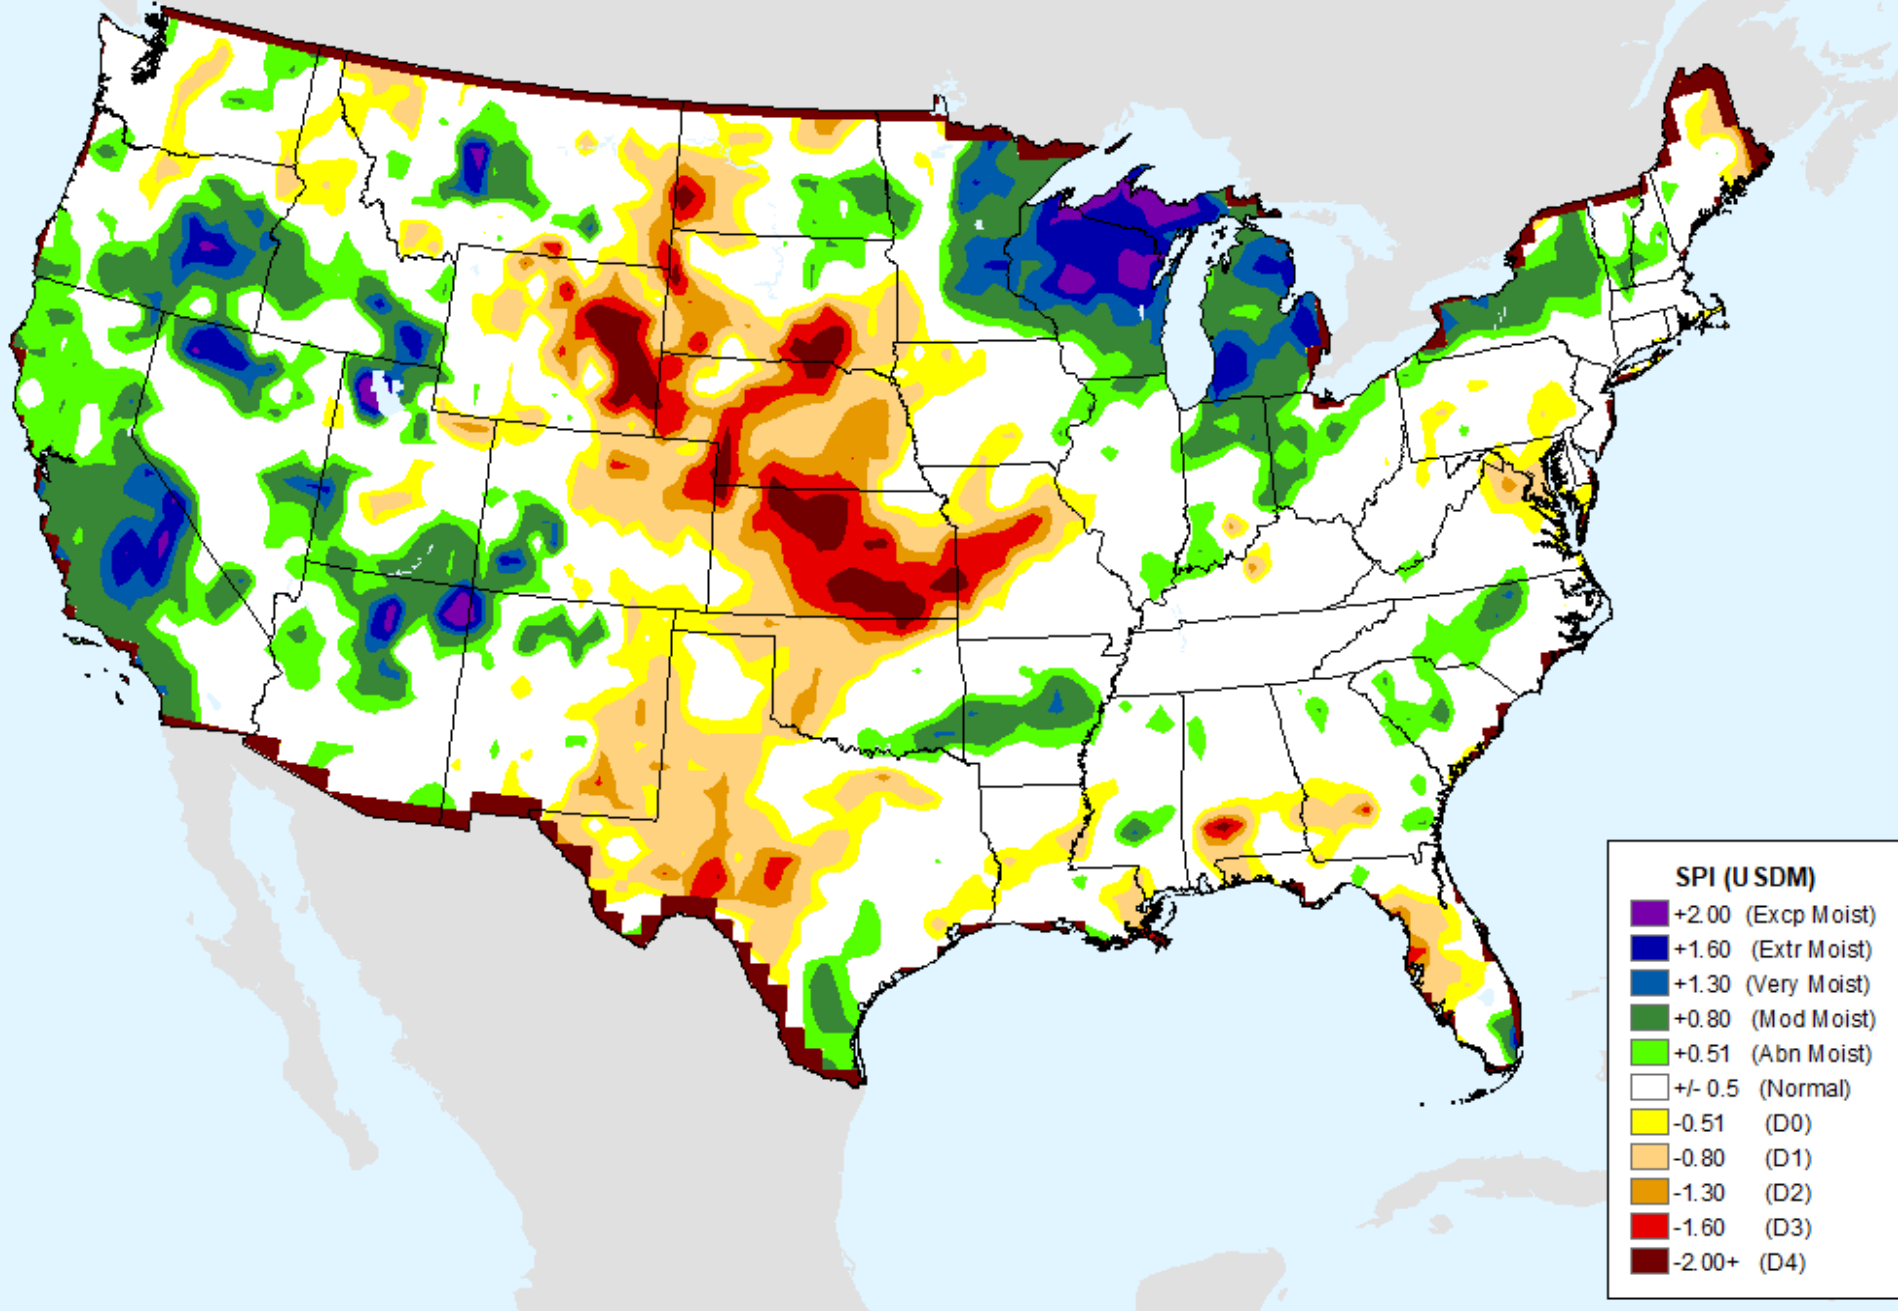 SPI (USDM)
+2.00 (Excp Moist)
+1.60 (Extr Moist)
+1.30 (Very Moist)
+0.80 (Mod Moist)
+0.51 (Abn Moist)
+/- 0.5 (Normal)
-0.51 (D0)
-0.80 (D1)
-1.30 (D2)
-1.60 (D3)
-2.00+ (D4)